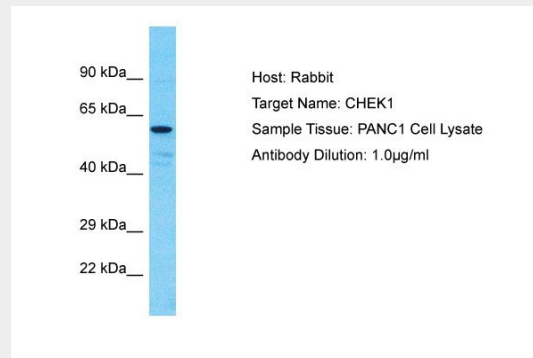 90 kDa__
65 kDa__
40 kDa__
29 kDa__
22 kDa__
Host: Rabbit
Target Name: CHEK1
Sample Tissue: PANC1 Cell Lysate
Antibody Dilution: 1.0µg/ml